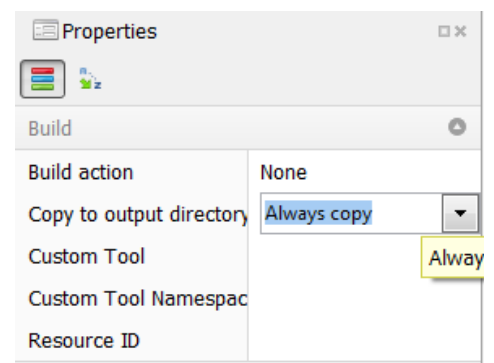 Properties
Build
Build action None
Copy to output directory Always copy
Alway
Custom Tool
Custom Tool Namespac
Resource ID